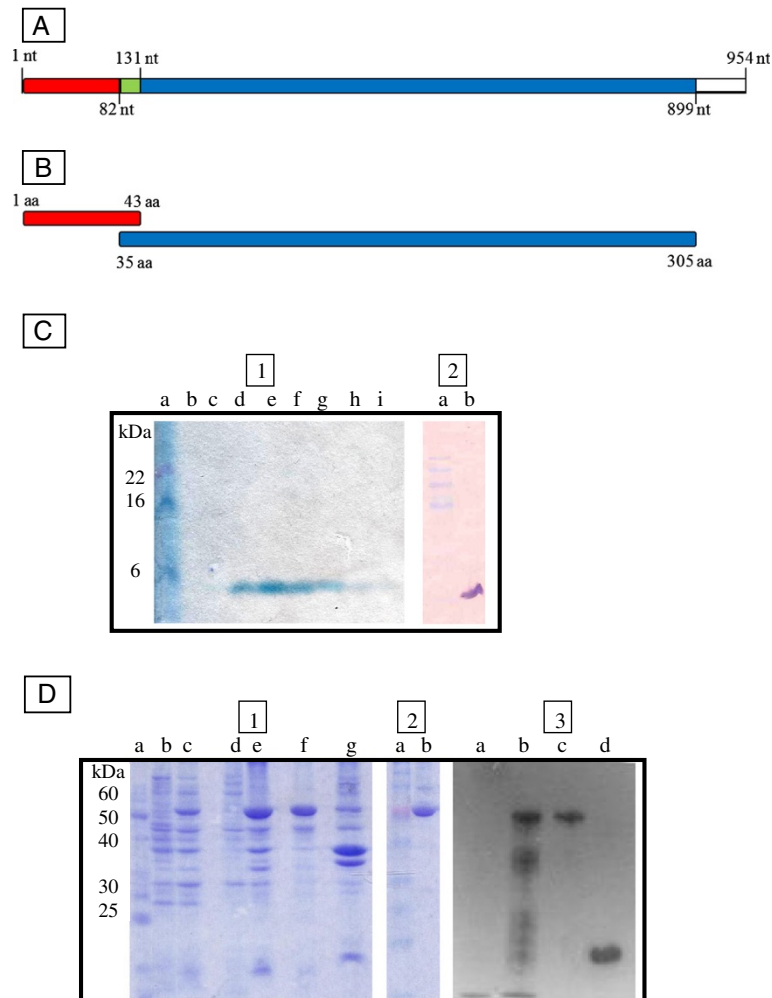 A
1 nt 131 nt 954 nt
82 nt 899 nt
B
1 aa 43 aa
35 aa 305 aa
C
1 2
a b c d e f g h i a b
kDa
22
16
6
D
1 2 3
a b c d e f g a b a b c d
kDa
60
50
40
30
25